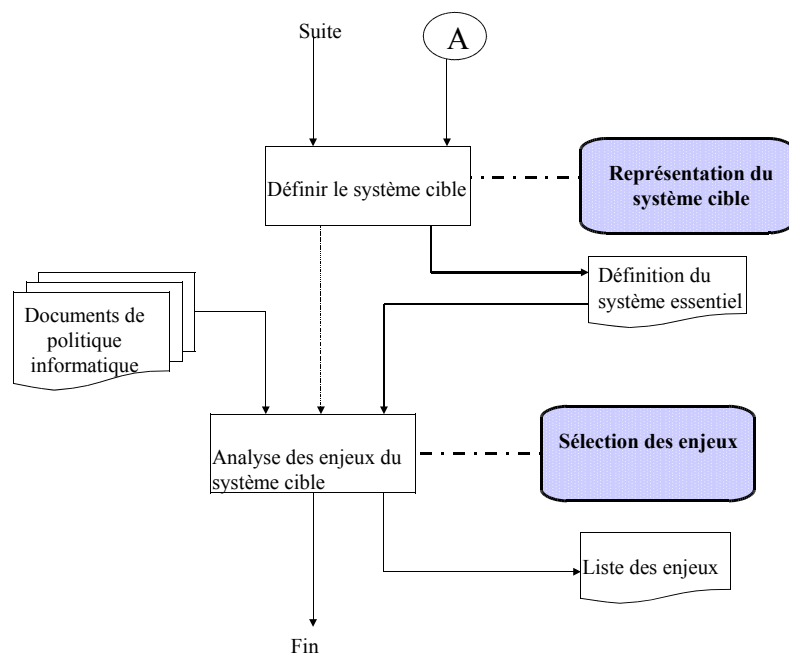 Suite
A
Définir le système cible
Représentation du
système cible
Définition du
système essentiel
Documents de
politique
informatique
Analyse des enjeux du
système cible
Sélection des enjeux
Liste des enjeux
Fin